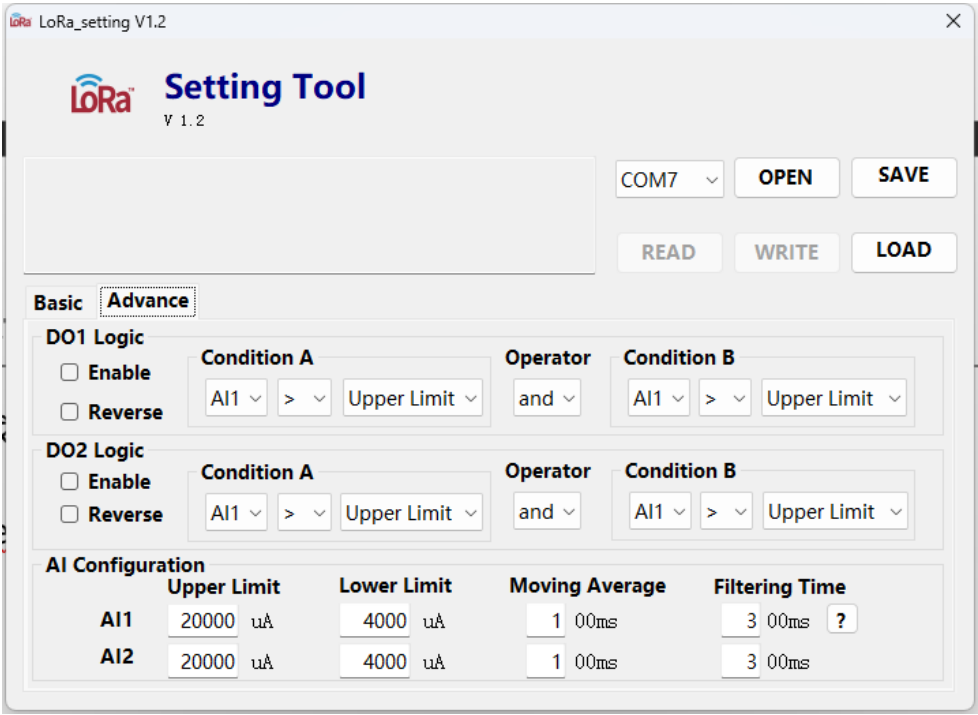 LoRa LoRa_setting V1.2
LoRa™ Setting Tool
V 1.2
COM7 OPEN SAVE
READ WRITE LOAD
Basic Advance
DO1 Logic
Condition A Operator Condition B
Enable
AI1 > Upper Limit and AI1 > Upper Limit
Reverse
DO2 Logic
Condition A Operator Condition B
Enable
AI1 > Upper Limit and AI1 > Upper Limit
Reverse
AI Configuration
Upper Limit Lower Limit Moving Average Filtering Time
AI1 20000 uA 4000 uA 1 00ms 3 00ms ?
AI2 20000 uA 4000 uA 1 00ms 3 00ms